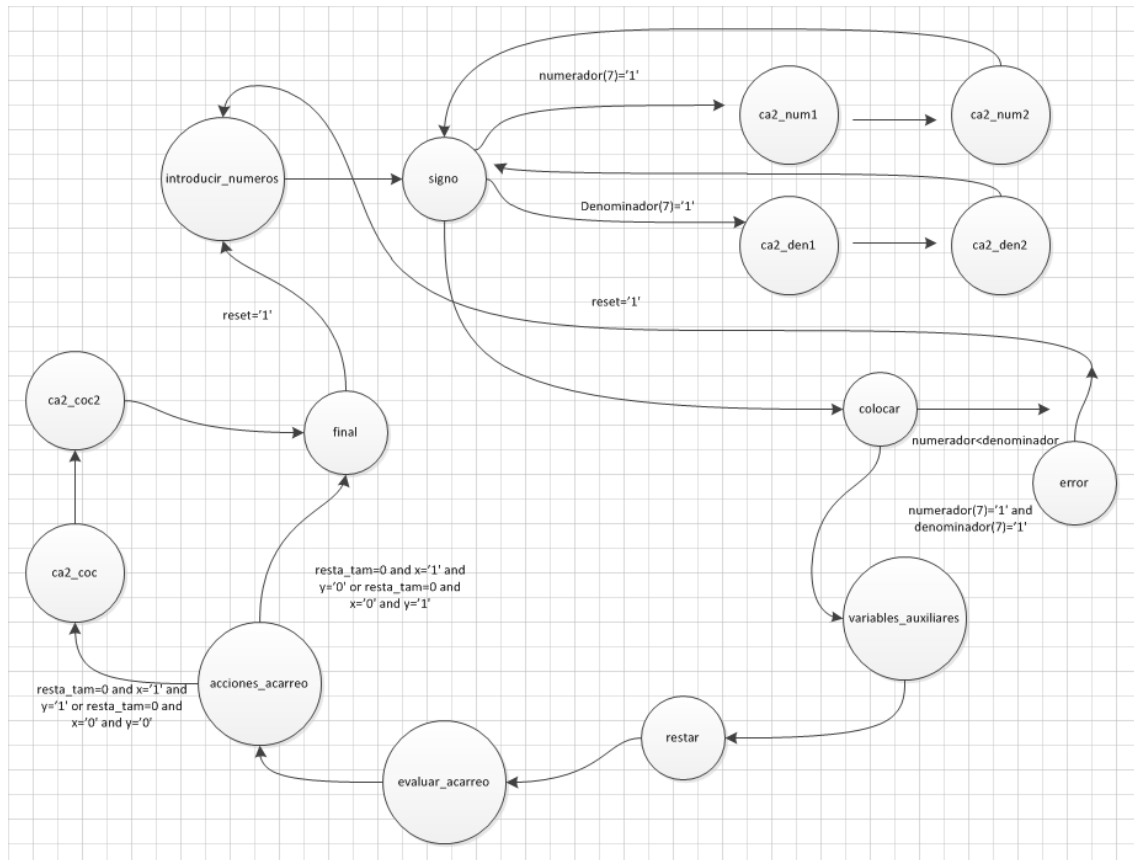 numerador(7)='1'
ca2_num1
ca2_num2
introducir_numeros
signo
Denominador(7)='1'
ca2_den1
ca2_den2
reset='1'
reset='1'
ca2_coc2
final
colocar
numerador<denominador
error
numerador(7)='1' and
denominador(7)='1'
ca2_coc
resta_tam=0 and x='1' and
y='0' or resta_tam=0 and
x='0' and y='1'
variables_auxiliares
acciones_acarreo
resta_tam=0 and x='1' and
y='1' or resta_tam=0 and
x='0' and y='0'
restar
evaluar_acarreo